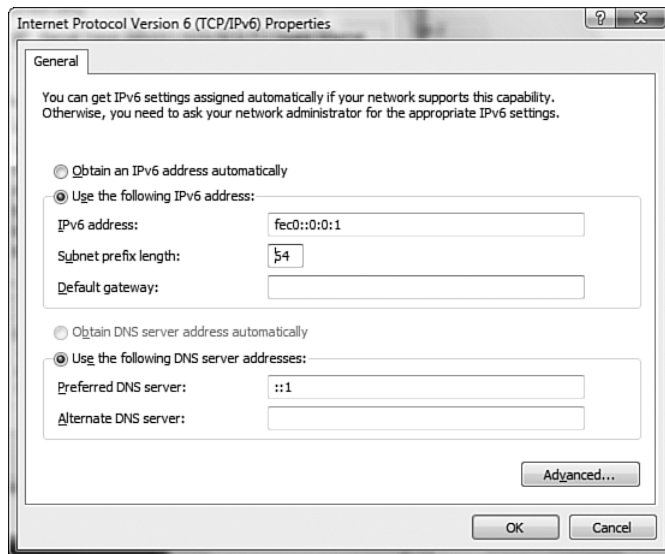 Internet Protocol Version 6 (TCP/IPv6) Properties
General
You can get IPv6 settings assigned automatically if your network supports this capability.
Otherwise, you need to ask your network administrator for the appropriate IPv6 settings.
Obtain an IPv6 address automatically
Use the following IPv6 address:
IPv6 address: fec0::0:0:1
Subnet prefix length: 64
Default gateway:
Obtain DNS server address automatically
Use the following DNS server addresses:
Preferred DNS server: ::1
Alternate DNS server:
Advanced...
OK Cancel